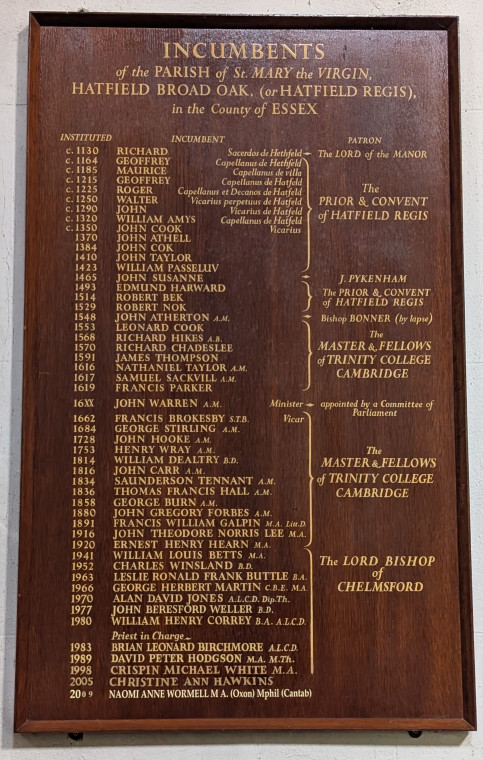 INCUMBENTS
of the PARISH of St. MARY the VIRGIN,
HATFIELD BROAD OAK, (or HATFIELD REGIS),
in the County of ESSEX
INSTITUTED INCUMBENT PATRON
c. 1130 RICHARD Sacerdos de Hethfeld The LORD of the MANOR
c. 1164 GEOFFREY Capellanus de Hethfeld
c. 1185 MAURICE Capellanus de villa
c. 1215 GEOFFREY Capellanus de Hatfeld
c. 1225 ROGER Capellanus et Decanos de Hatfeld The
c. 1250 WALTER Vicarius perpetuus de Hatfeld PRIOR & CONVENT
c. 1290 JOHN Vicarius de Hatfeld of HATFIELD REGIS
c. 1320 WILLIAM AMYS Capellanus de Hatfeld
c. 1350 JOHN COOK Vicarius
1370 JOHN ATHELL
1384 JOHN COK
1410 JOHN TAYLOR
1423 WILLIAM PASSELUV
1465 JOHN SUSANNE J. PYKENHAM
1493 EDMUND HARWARD The PRIOR & CONVENT
1514 ROBERT BEK of HATFIELD REGIS
1529 ROBERT NOK
1548 JOHN ATHERTON A.M. Bishop BONNER (by lapse)
1553 LEONARD COOK The
1568 RICHARD HIKES A.B. MASTER & FELLOWS
1570 RICHARD CHADESLEE of TRINITY COLLEGE
1591 JAMES THOMPSON CAMBRIDGE
1616 NATHANIEL TAYLOR A.M.
1617 SAMUEL SACKVILL A.M.
1619 FRANCIS PARKER
16XX JOHN WARREN A.M. Minister appointed by a Committee of
Parliament
1662 FRANCIS BROKESBY S.T.B. Vicar
1684 GEORGE STIRLING A.M.
1728 JOHN HOOKE A.M.
1753 HENRY WRAY A.M. The
1814 WILLIAM DEALTRY B.D. MASTER & FELLOWS
1816 JOHN CARR A.M. of TRINITY COLLEGE
1834 SAUNDERSON TENNANT A.M. CAMBRIDGE
1836 THOMAS FRANCIS HALL A.M.
1858 GEORGE BURN A.M.
1880 JOHN GREGORY FORBES A.M.
1891 FRANCIS WILLIAM GALPIN M.A. Litt.D.
1916 JOHN THEODORE NORRIS LEE M.A.
1920 ERNEST HENRY HEARN M.A.
1941 WILLIAM LOUIS BETTS M.A. The LORD BISHOP
1952 CHARLES WINSLAND B.D. of
1963 LESLIE RONALD FRANK BUTTLE B.A. CHELMSFORD
1966 GEORGE HERBERT MARTIN C.B.E. M.A.
1970 ALAN DAVID JONES A.L.C.D. Dip.Th.
1977 JOHN BERESFORD WELLER B.D.
1980 WILLIAM HENRY CORREY B.A. A.L.C.D.
Priest in Charge
1983 BRIAN LEONARD BIRCHMORE A.L.C.D.
1989 DAVID PETER HODGSON M.A. M.Th.
1998 CRISPIN MICHAEL WHITE M.A.
2005 CHRISTINE ANN HAWKINS
2009 NAOMI ANNE WORMELL M A. (Oxon) Mphil (Cantab)